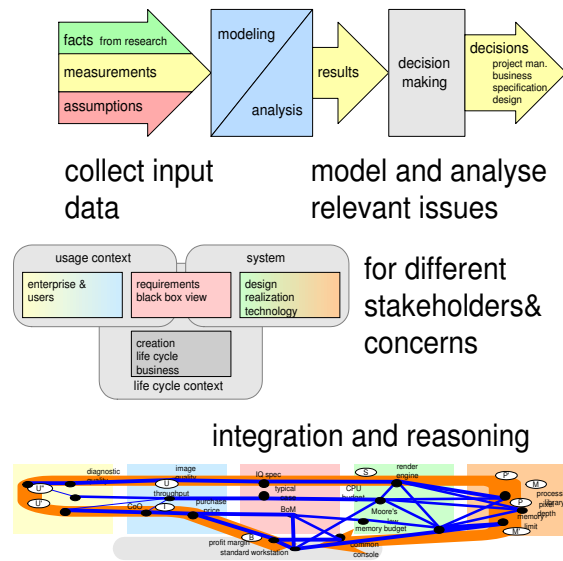 facts from research
measurements
assumptions
modeling
analysis
results
decision
making
decisions
project man.
business
specification
design
collect input
data
model and analyse
relevant issues
usage context
system
enterprise &
users
requirements
black box view
design
realization
technology
creation
life cycle
business
life cycle context
for different
stakeholders&
concerns
integration and reasoning
diagnostic
quality
image
quality
IQ spec
S
render
engine
P'
M
U"
U
throughput
typical
case
CPU
budget
processing
library
pixel
depth
P
U'
CoO
I
purchase
price
BoM
Moore's
law
memory budget
memory
limit
M'
B
profit margin
standard workstation
common
console